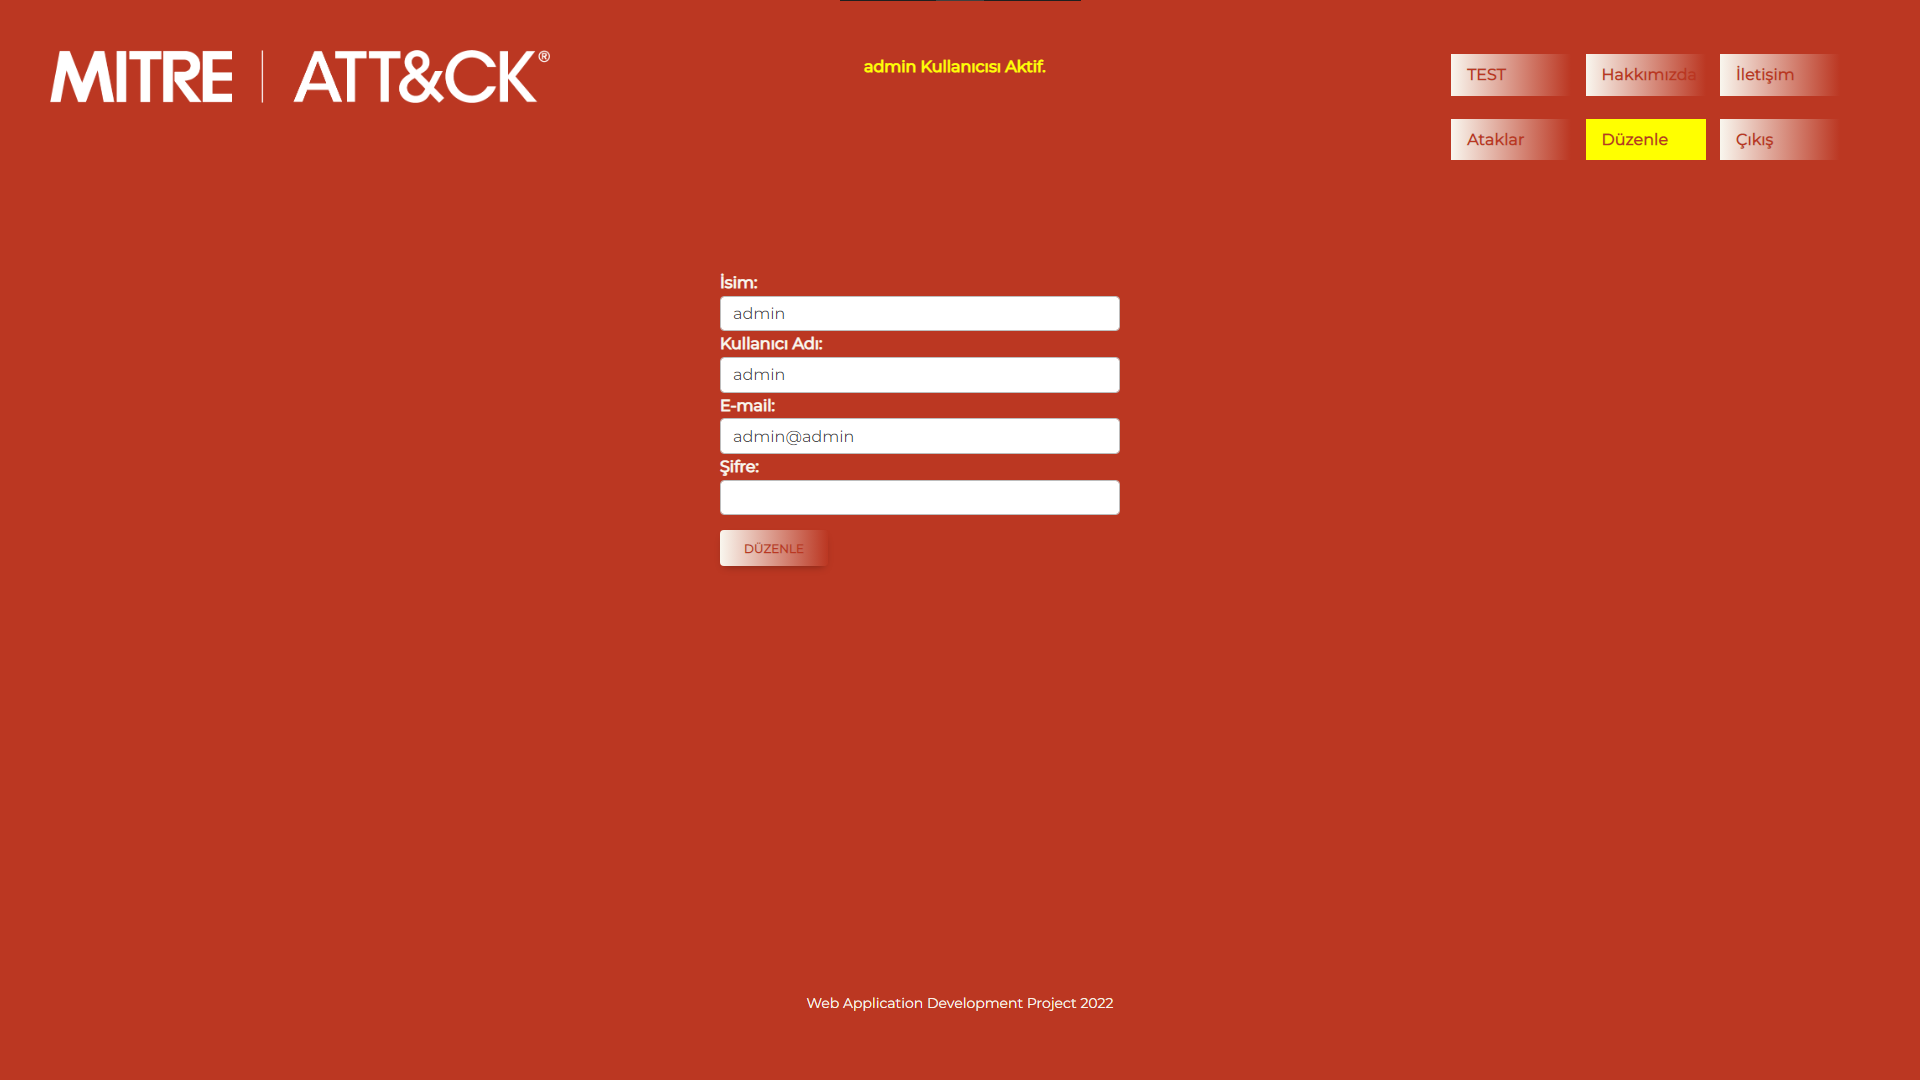 MITRE | ATT&CK®
admin Kullanıcısı Aktif.
TEST
Hakkımızda
İletişim
Ataklar
Düzenle
Çıkış
İsim:
admin
Kullanıcı Adı:
admin
E-mail:
admin@admin
Şifre:
DÜZENLE
Web Application Development Project 2022